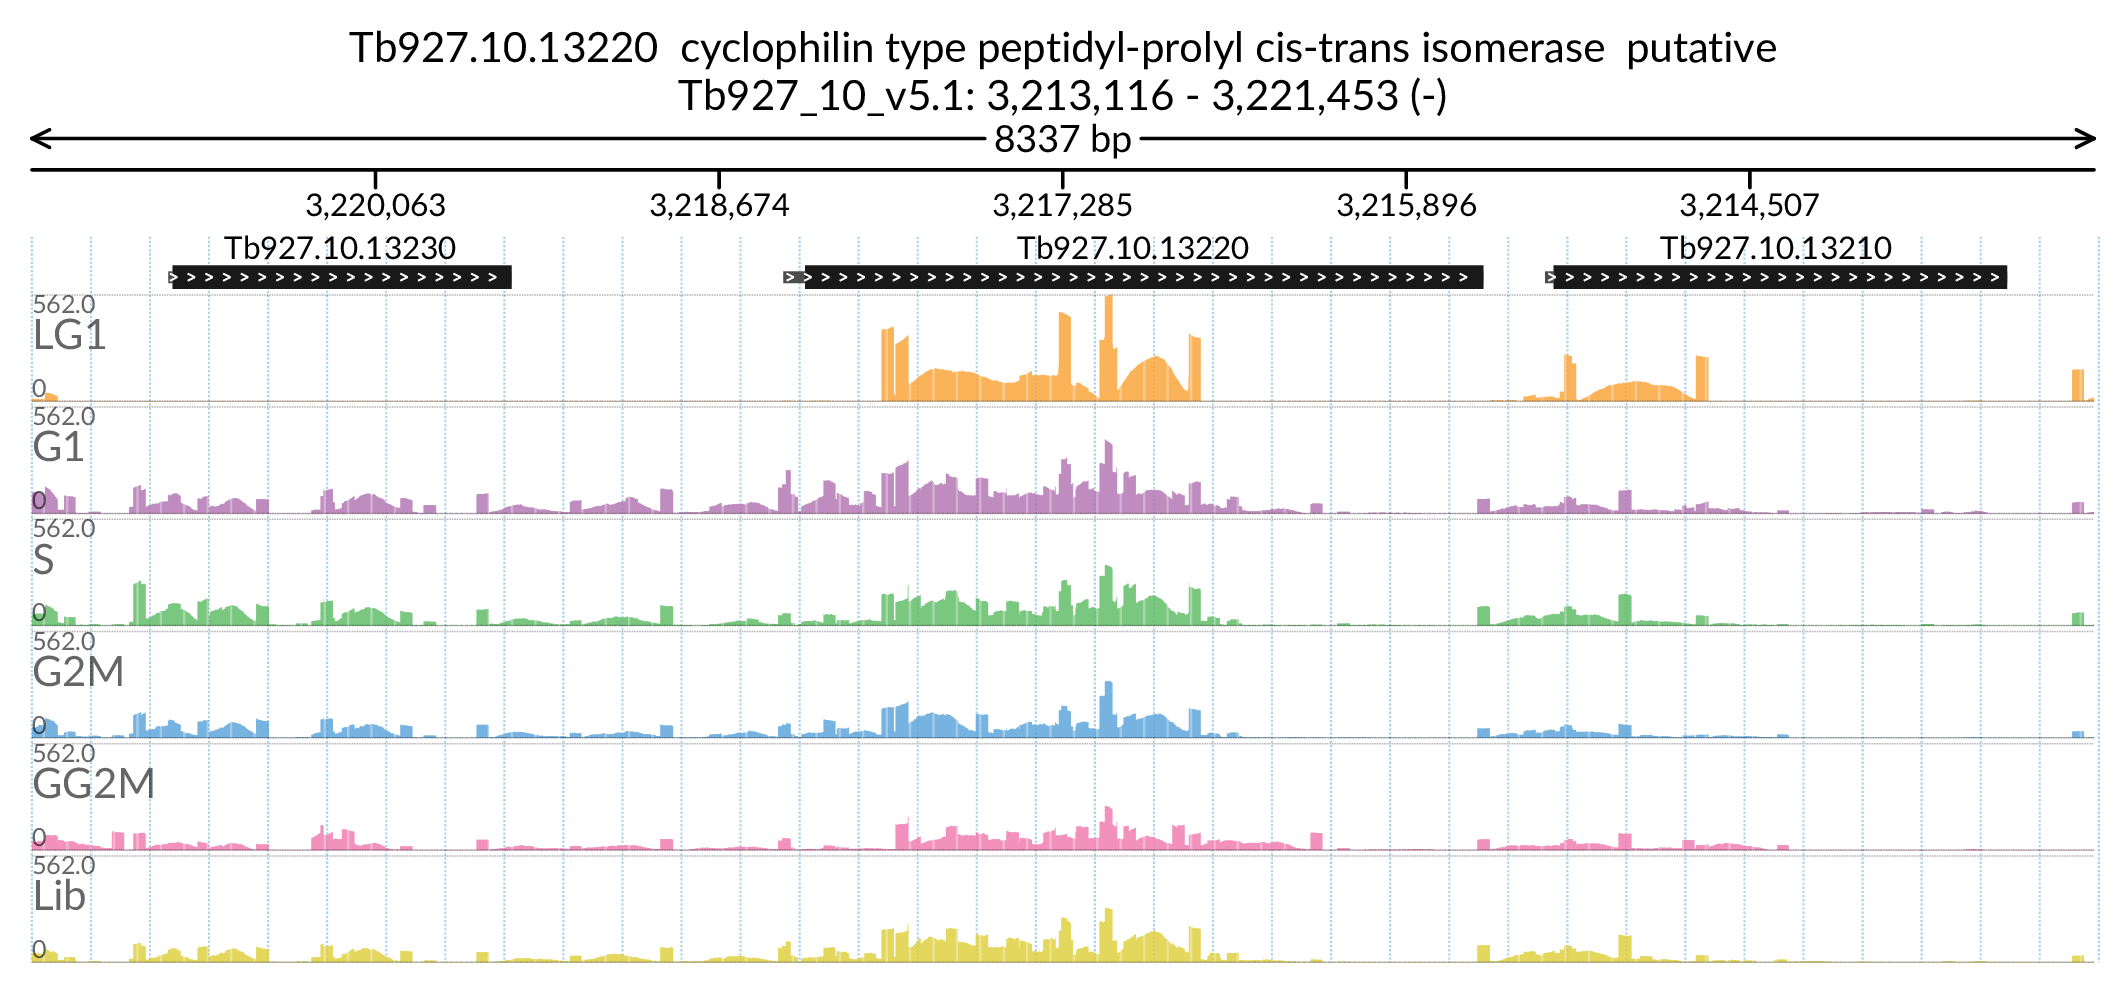 Tb927.10.13220  cyclophilin type peptidyl-prolyl cis-trans isomerase  putative
Tb927_10_v5.1: 3,213,116 - 3,221,453 (-)
8337 bp
3,220,063 3,218,674 3,217,285 3,215,896 3,214,507
Tb927.10.13230 Tb927.10.13220 Tb927.10.13210
562.0
LG1
0
562.0
G1
0
562.0
S
0
562.0
G2M
0
562.0
GG2M
0
562.0
Lib
0